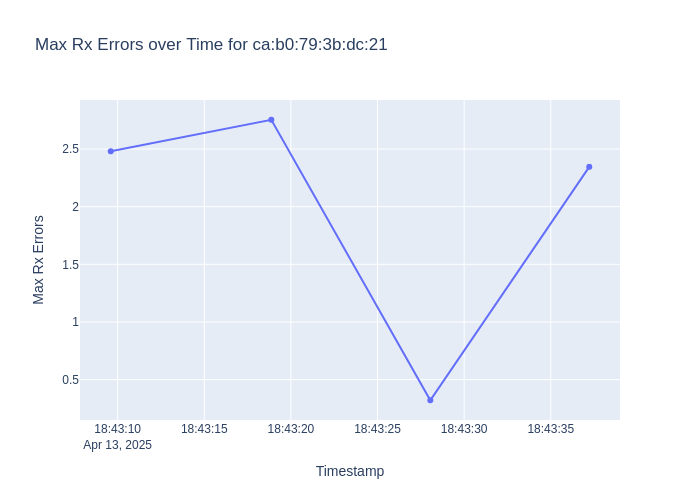 Max Rx Errors over Time for ca:b0:79:3b:dc:21
Max Rx Errors
2.5
2
1.5
1
0.5
18:43:10 18:43:15 18:43:20 18:43:25 18:43:30 18:43:35
Apr 13, 2025
Timestamp